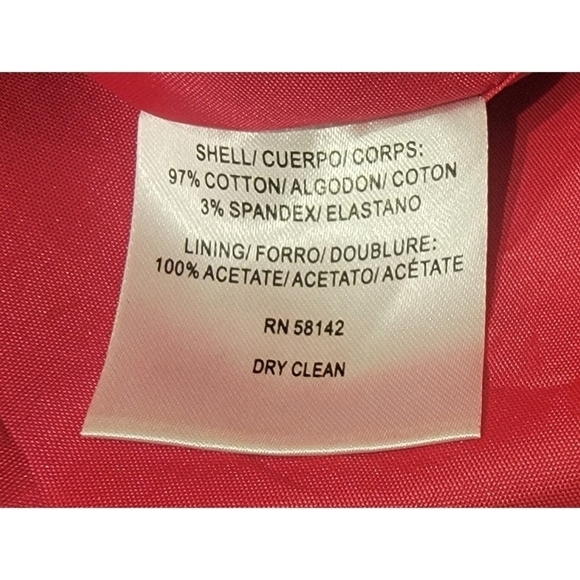 SHELL/ CUERPO/ CORPS:
97% COTTON/ ALGODON/ COTON
3% SPANDEX/ ELASTANO
LINING/ FORRO/ DOUBLURE:
100% ACETATE/ ACETATO/ ACÉTATE
RN 58142
DRY CLEAN